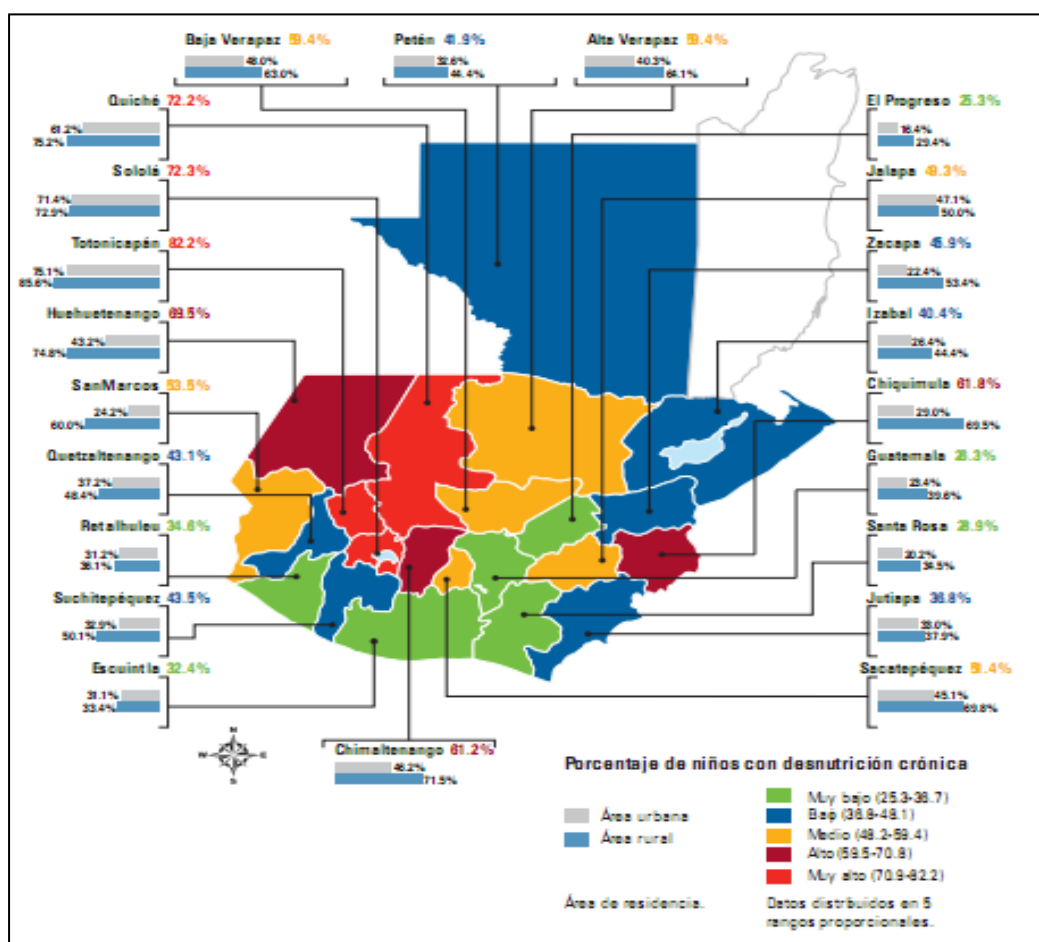 Baja Verapaz 59.4%
48.0%
63.0%
Petén 41.9%
32.6%
44.4%
Alta Verapaz 59.4%
40.3%
64.1%
Quiché 72.2%
61.2%
75.2%
Sololá 72.3%
71.4%
72.9%
Totonicapán 82.2%
75.1%
85.6%
Huehuetenango 69.5%
43.2%
74.8%
SanMarcos 53.5%
24.2%
60.0%
Quetzaltenango 43.1%
37.2%
48.4%
Retalhuleu 34.6%
31.2%
36.1%
Suchitepéquez 43.5%
32.9%
50.1%
Escuintla 32.4%
31.1%
33.4%
El Progreso 25.3%
16.4%
29.4%
Jalapa 49.3%
47.1%
50.0%
Zacapa 45.9%
22.4%
53.4%
Izabal 40.4%
26.4%
44.4%
Chiquimula 61.8%
29.0%
69.5%
Guatemala 26.3%
23.4%
39.6%
Santa Rosa 28.9%
20.2%
34.5%
Jutiapa 36.8%
33.0%
37.9%
Sacatepéquez 51.4%
45.1%
69.8%
Chimaltenango 61.2%
46.2%
71.5%
N
W E
S
Porcentaje de niños con desnutrición crónica
Área urbana
Área rural
Muy bajo (25.3-36.7)
Bajo (36.8-48.1)
Medio (48.2-59.4)
Alto (59.5-70.8)
Muy alto (70.9-82.2)
Área de residencia.
Datos distribuidos en 5
rangos proporcionales.